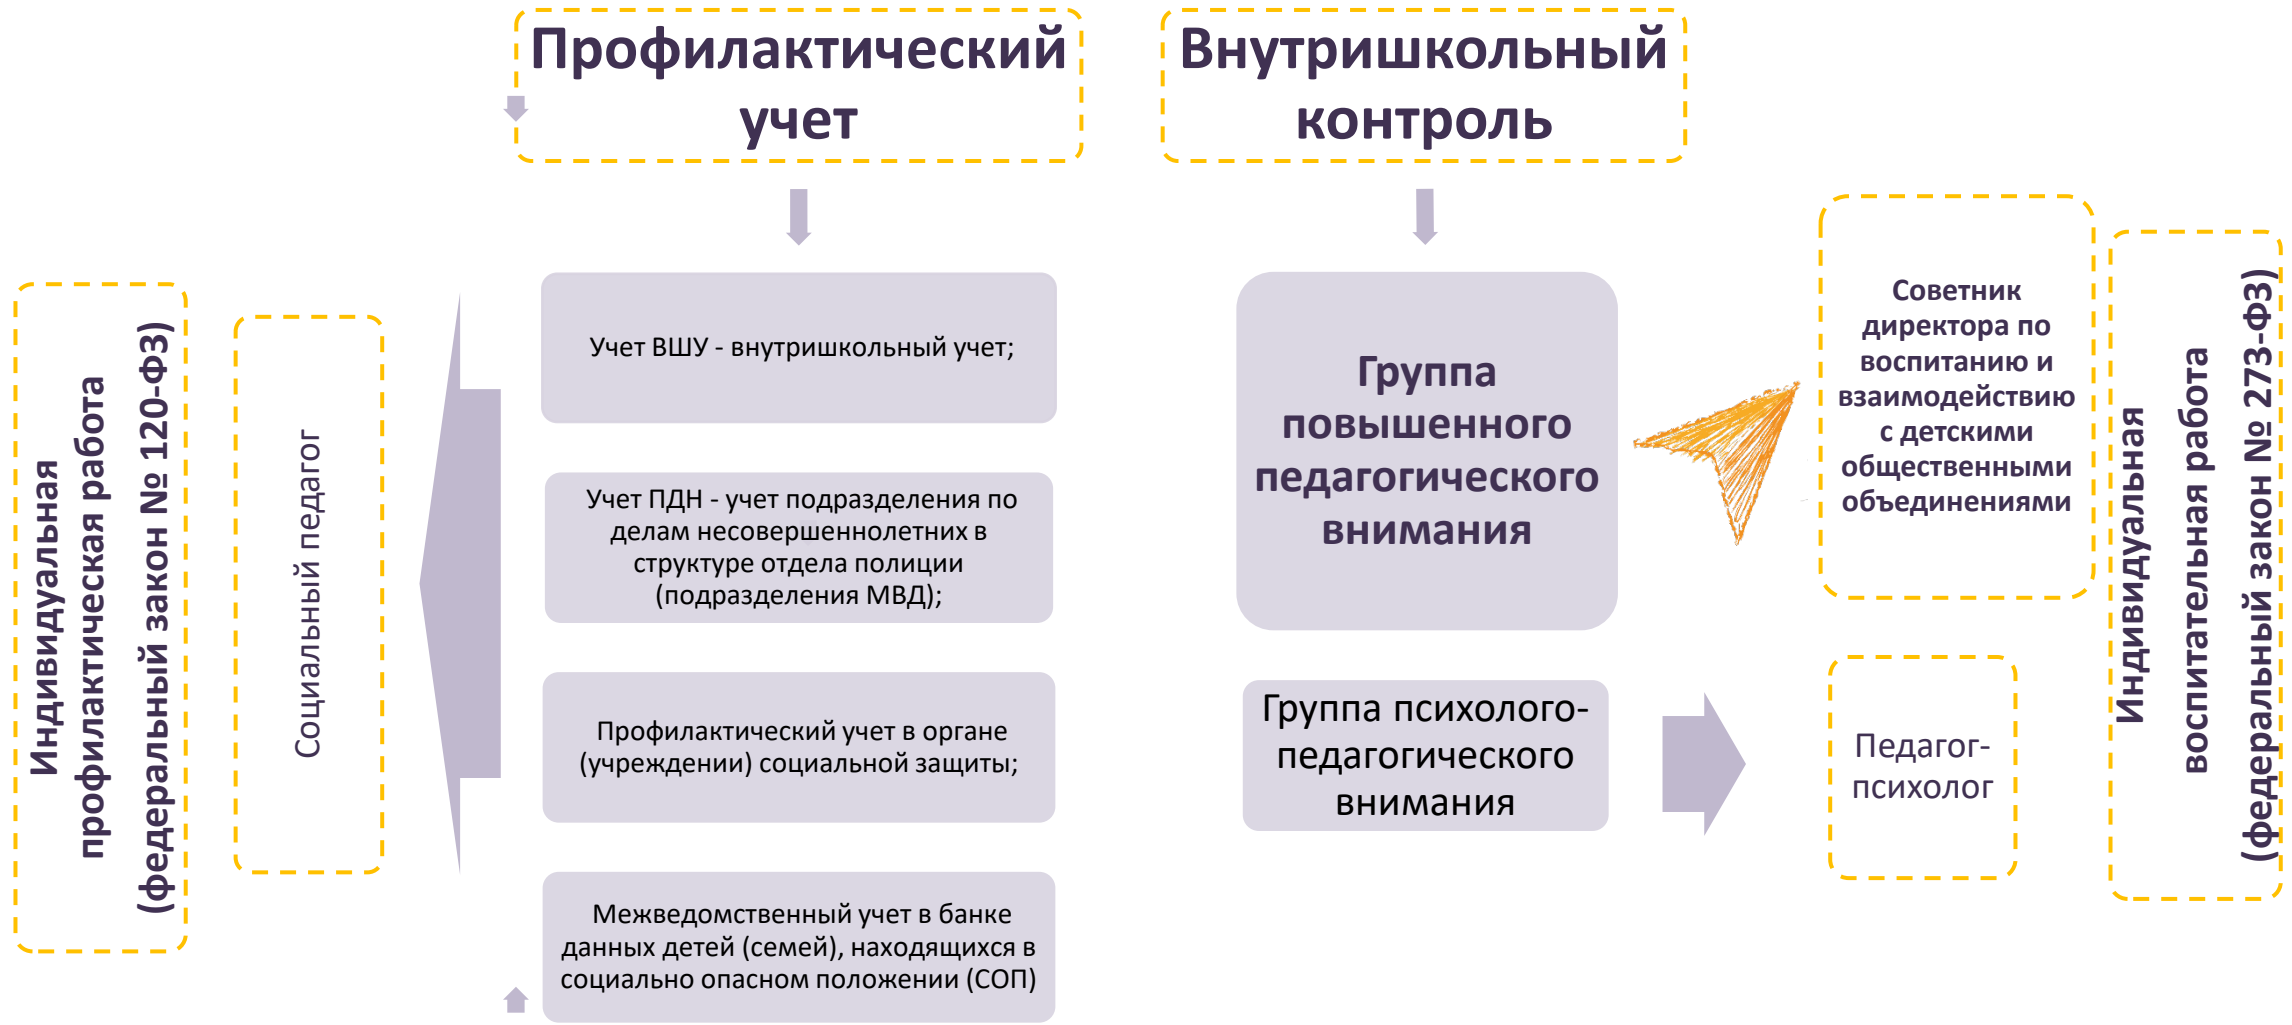 Профилактический
учет
Внутришкольный
контроль
Индивидуальная
профилактическая работа
(федеральный закон № 120-ФЗ)
Социальный педагог
Учет ВШУ - внутришкольный учет;
Учет ПДН - учет подразделения по
делам несовершеннолетних в
структуре отдела полиции
(подразделения МВД);
Профилактический учет в органе
(учреждении) социальной защиты;
Межведомственный учет в банке
данных детей (семей), находящихся в
социально опасном положении (СОП)
Группа
повышенного
педагогического
внимания
Группа психолого-
педагогического
внимания
Советник
директора по
воспитанию и
взаимодействию
с детскими
общественными
объединениями
Педагог-
психолог
Индивидуальная
воспитательная работа
(федеральный закон № 273-ФЗ)